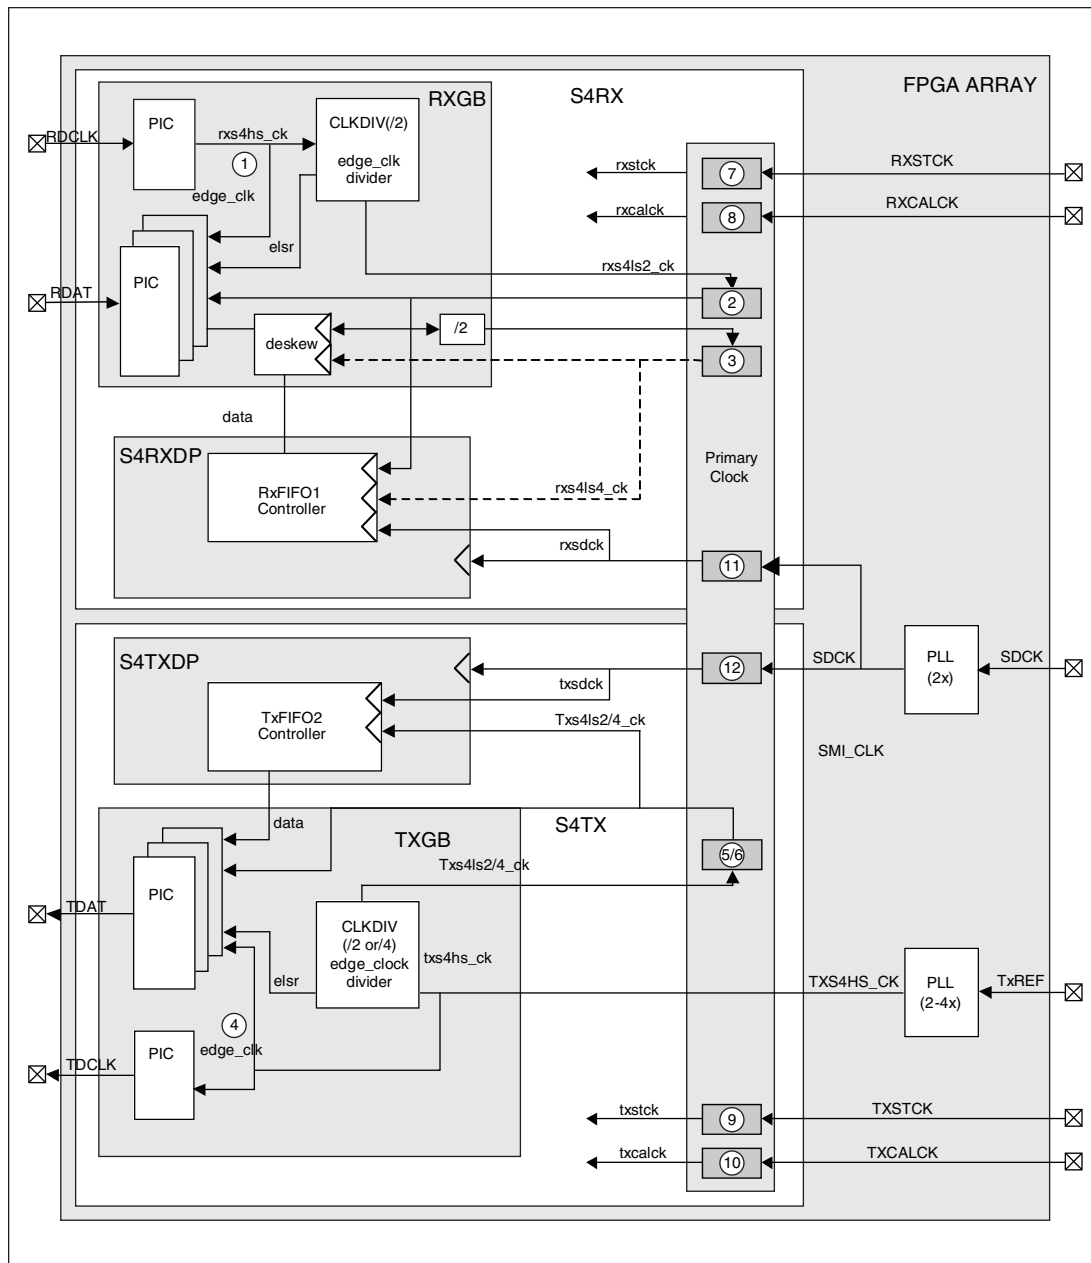 FPGA ARRAY
S4RX
RXGB
RDCLK
PIC
rxs4hs_ck
1
edge_clk
CLKDIV(/2)
edge_clk
divider
elsr
RDAT
PIC
deskew
/2
rxs4ls2_ck
rxstck
7
RXSTCK
rxcalck
8
RXCALCK
2
3
data
S4RXDP
RxFIFO1
Controller
rxs4ls4_ck
rxsdck
Primary
Clock
11
S4TXDP
TxFIFO2
Controller
txsdck
Txs4ls2/4_ck
12
SDCK
PLL
(2x)
SDCK
SMI_CLK
data
S4TX
TXGB
5/6
Txs4ls2/4_ck
PIC
TDAT
CLKDIV
(/2 or/4)
edge_clock
divider
txs4hs_ck
elsr
TXS4HS_CK
PLL
(2-4x)
TxREF
4
edge_clk
PIC
TDCLK
txstck
9
TXSTCK
txcalck
10
TXCALCK